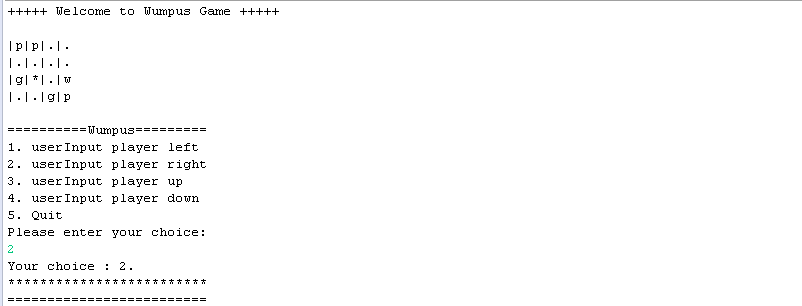 +++++ Welcome to Wumpus Game +++++
|p|p|.|.
|.|.|.|.
|g|*|.|w
|.|.|g|p
==========Wumpus=========
1. userInput player left
2. userInput player right
3. userInput player up
4. userInput player down
5. Quit
Please enter your choice:
2
Your choice : 2.
*************************
=========================